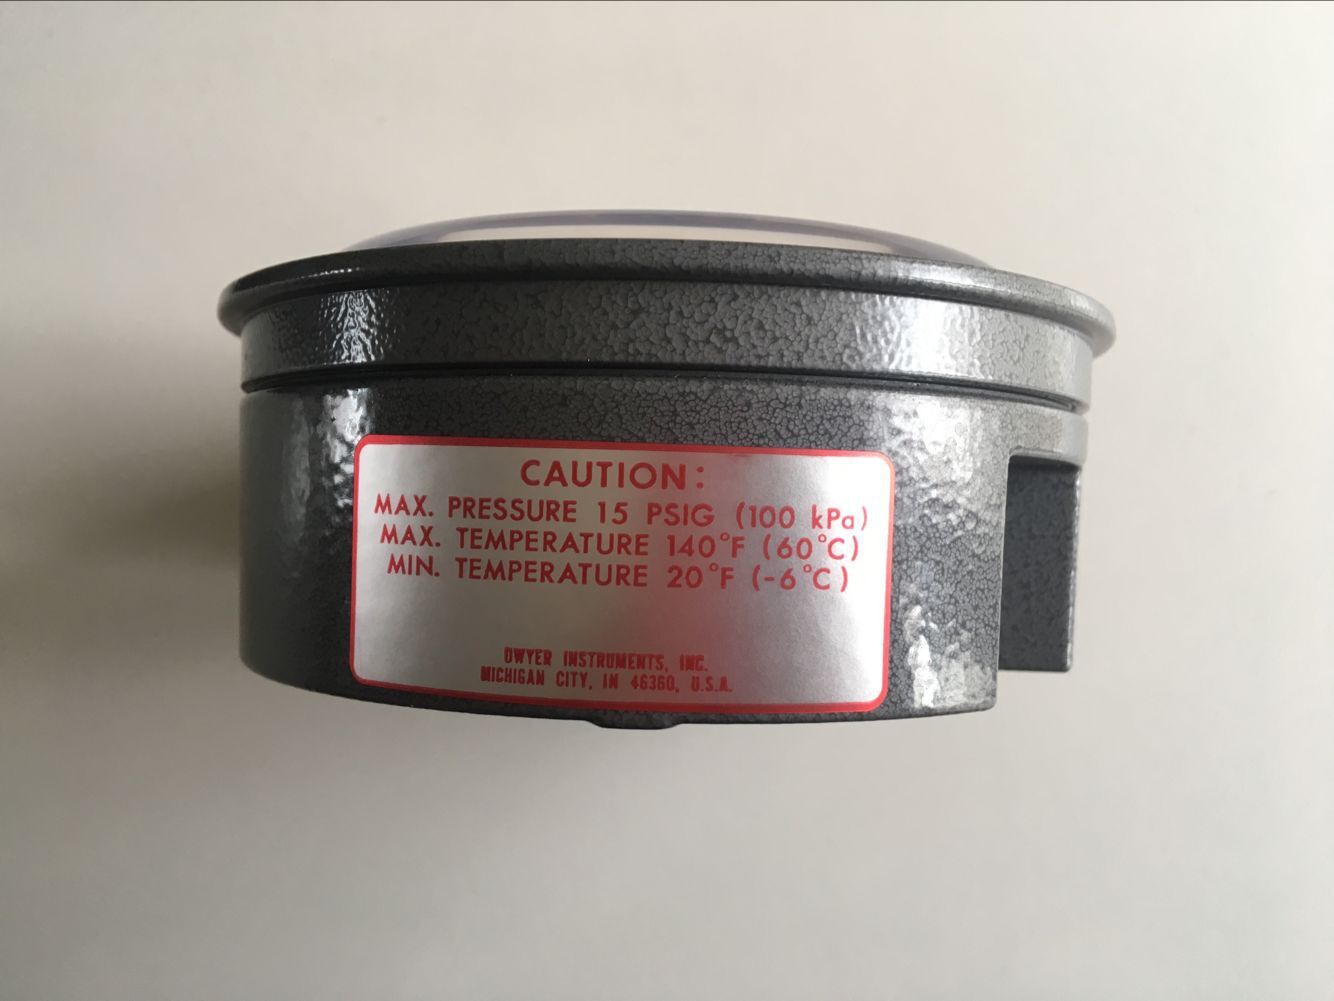 CAUTION:
MAX. PRESSURE 15 PSIG (100 kPa)
MAX. TEMPERATURE 140°F (60°C)
MIN. TEMPERATURE 20°F (-6°C)
DWYER INSTRUMENTS, INC.
MICHIGAN CITY, IN 46360, U.S.A.